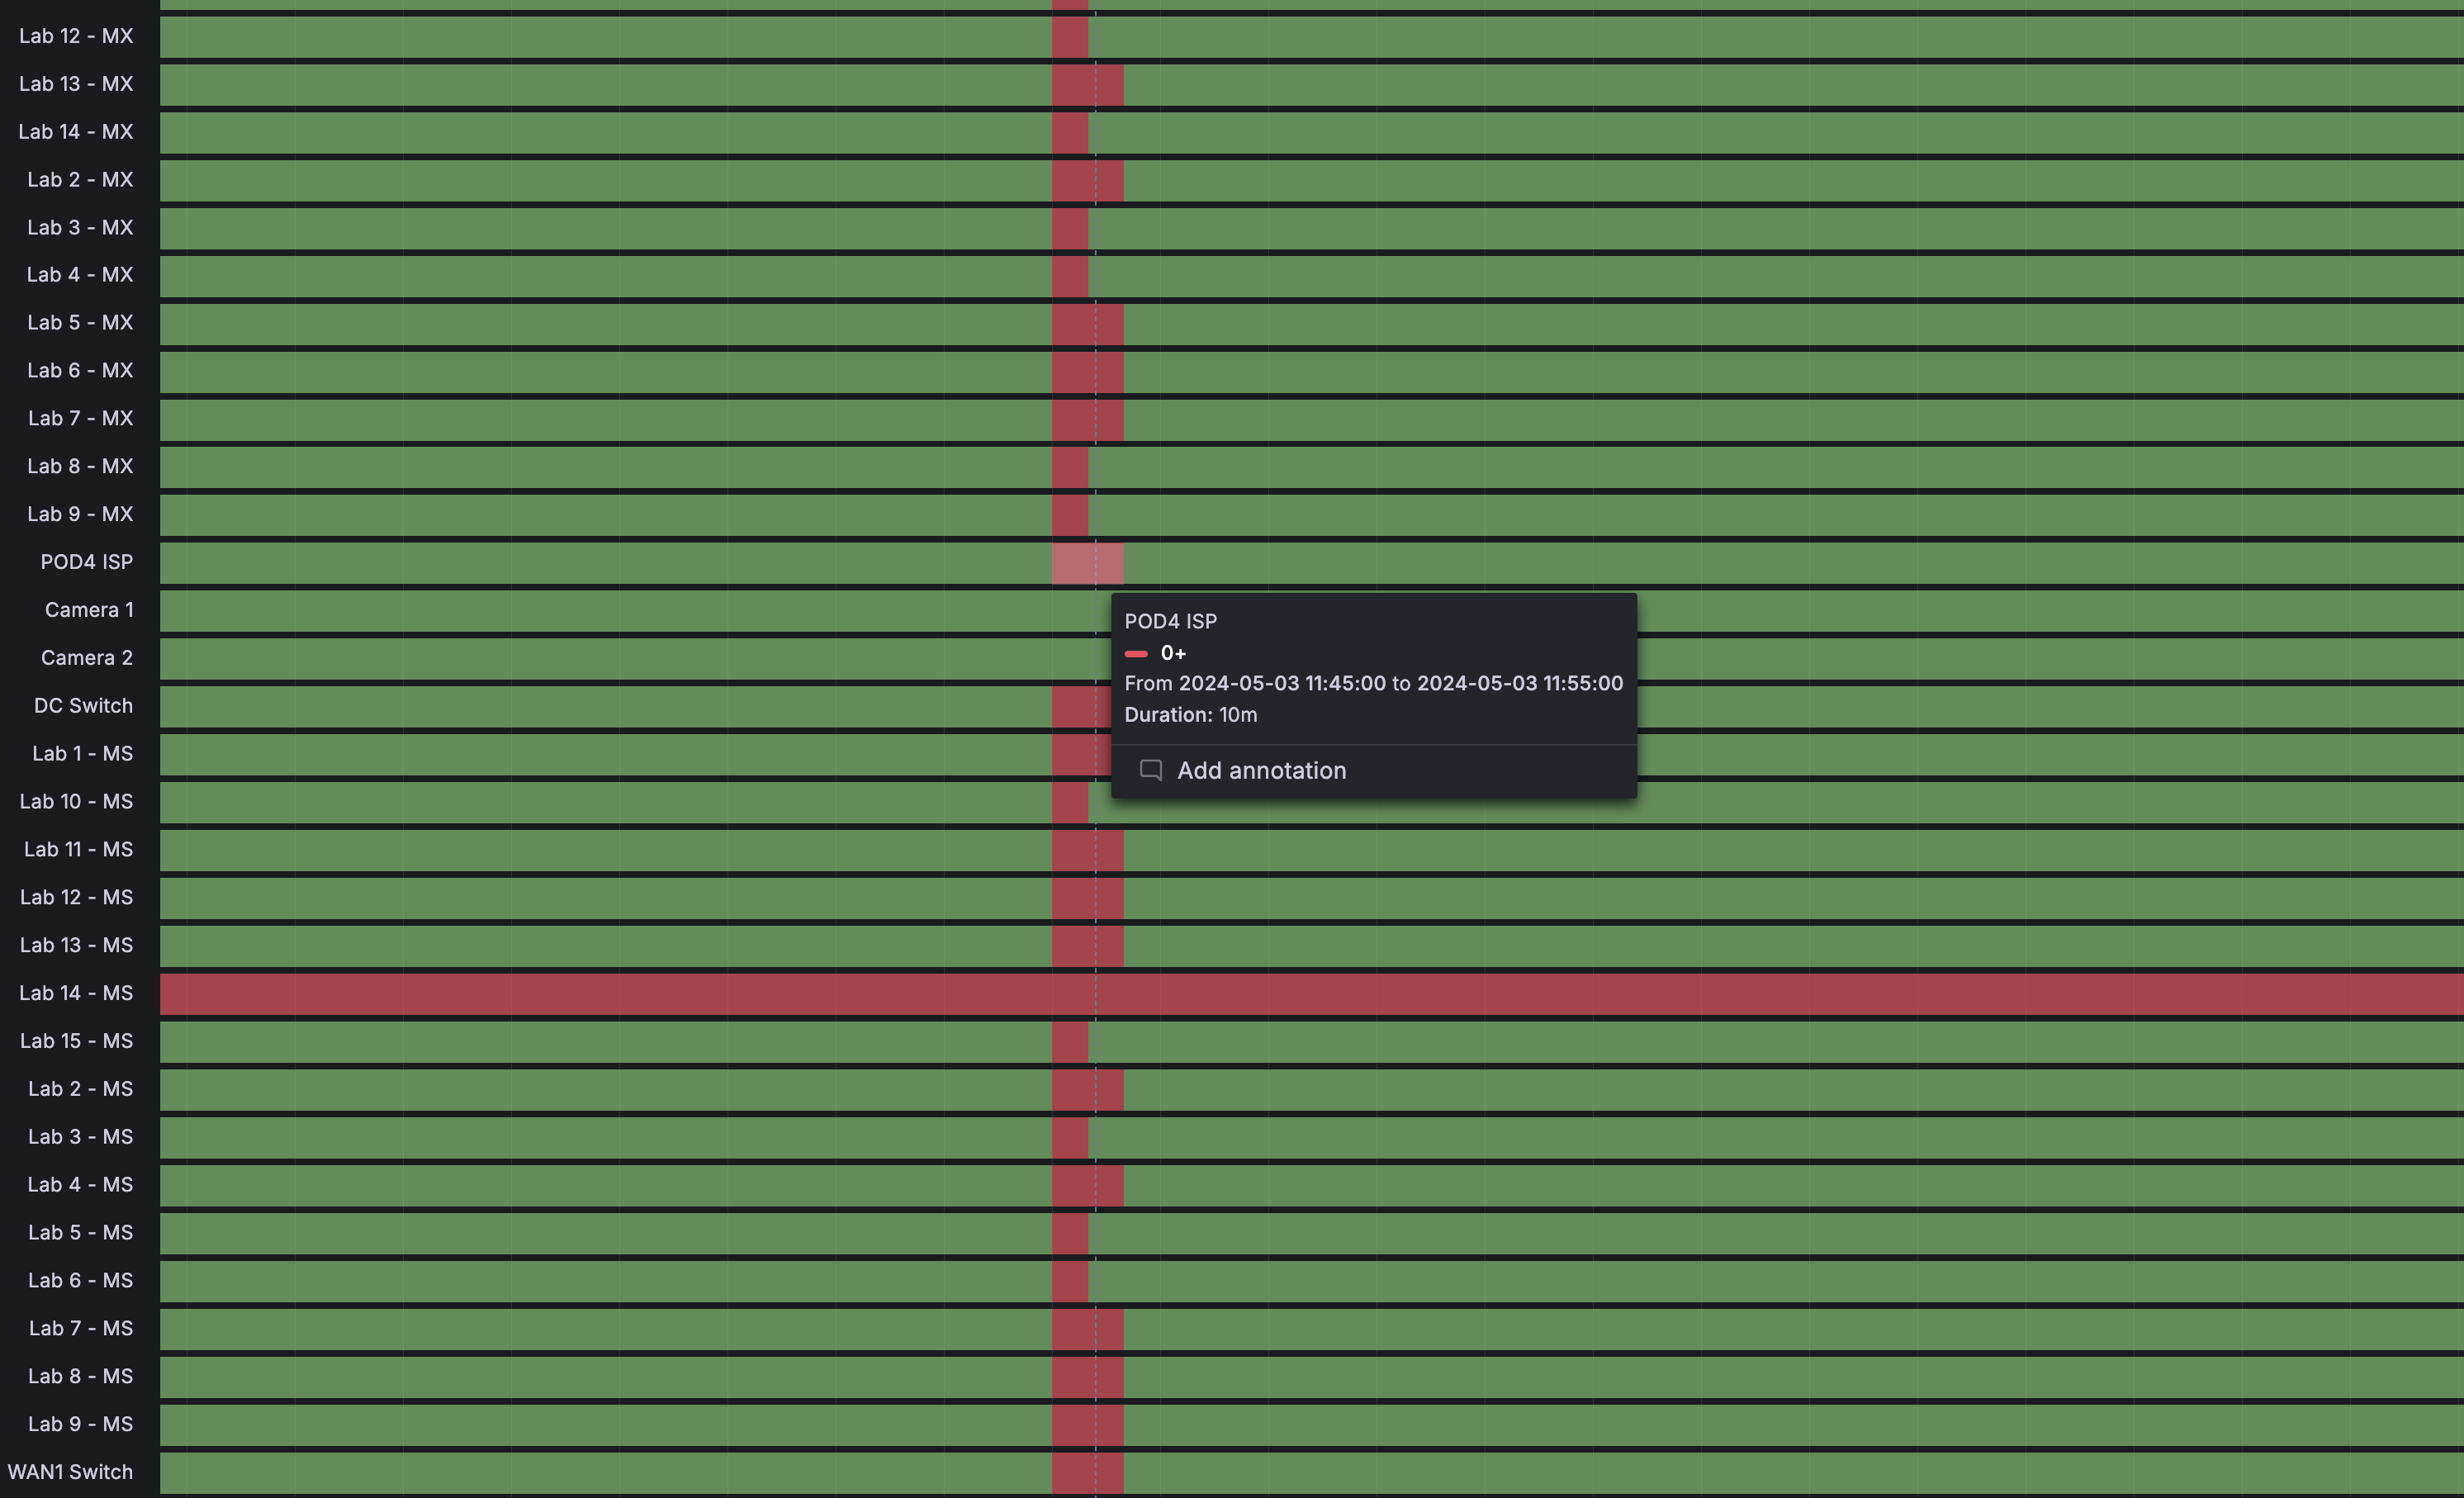 Lab 12 - MX
Lab 13 - MX
Lab 14 - MX
Lab 2 - MX
Lab 3 - MX
Lab 4 - MX
Lab 5 - MX
Lab 6 - MX
Lab 7 - MX
Lab 8 - MX
Lab 9 - MX
POD4 ISP
Camera 1
Camera 2
DC Switch
Lab 1 - MS
Lab 10 - MS
Lab 11 - MS
Lab 12 - MS
Lab 13 - MS
Lab 14 - MS
Lab 15 - MS
Lab 2 - MS
Lab 3 - MS
Lab 4 - MS
Lab 5 - MS
Lab 6 - MS
Lab 7 - MS
Lab 8 - MS
Lab 9 - MS
WAN1 Switch
POD4 ISP
0+
From 2024-05-03 11:45:00 to 2024-05-03 11:55:00
Duration: 10m
Add annotation